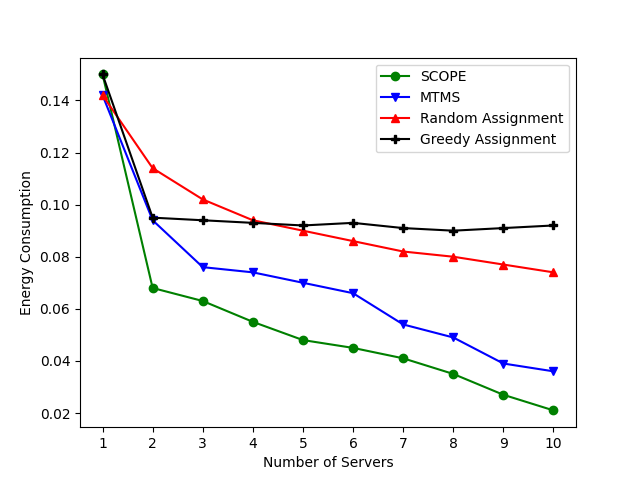 SCOPE
MTMS
Random Assignment
Greedy Assignment
0.14
0.12
0.10
0.08
0.06
0.04
0.02
Energy Consumption
1 2 3 4 5 6 7 8 9 10
Number of Servers